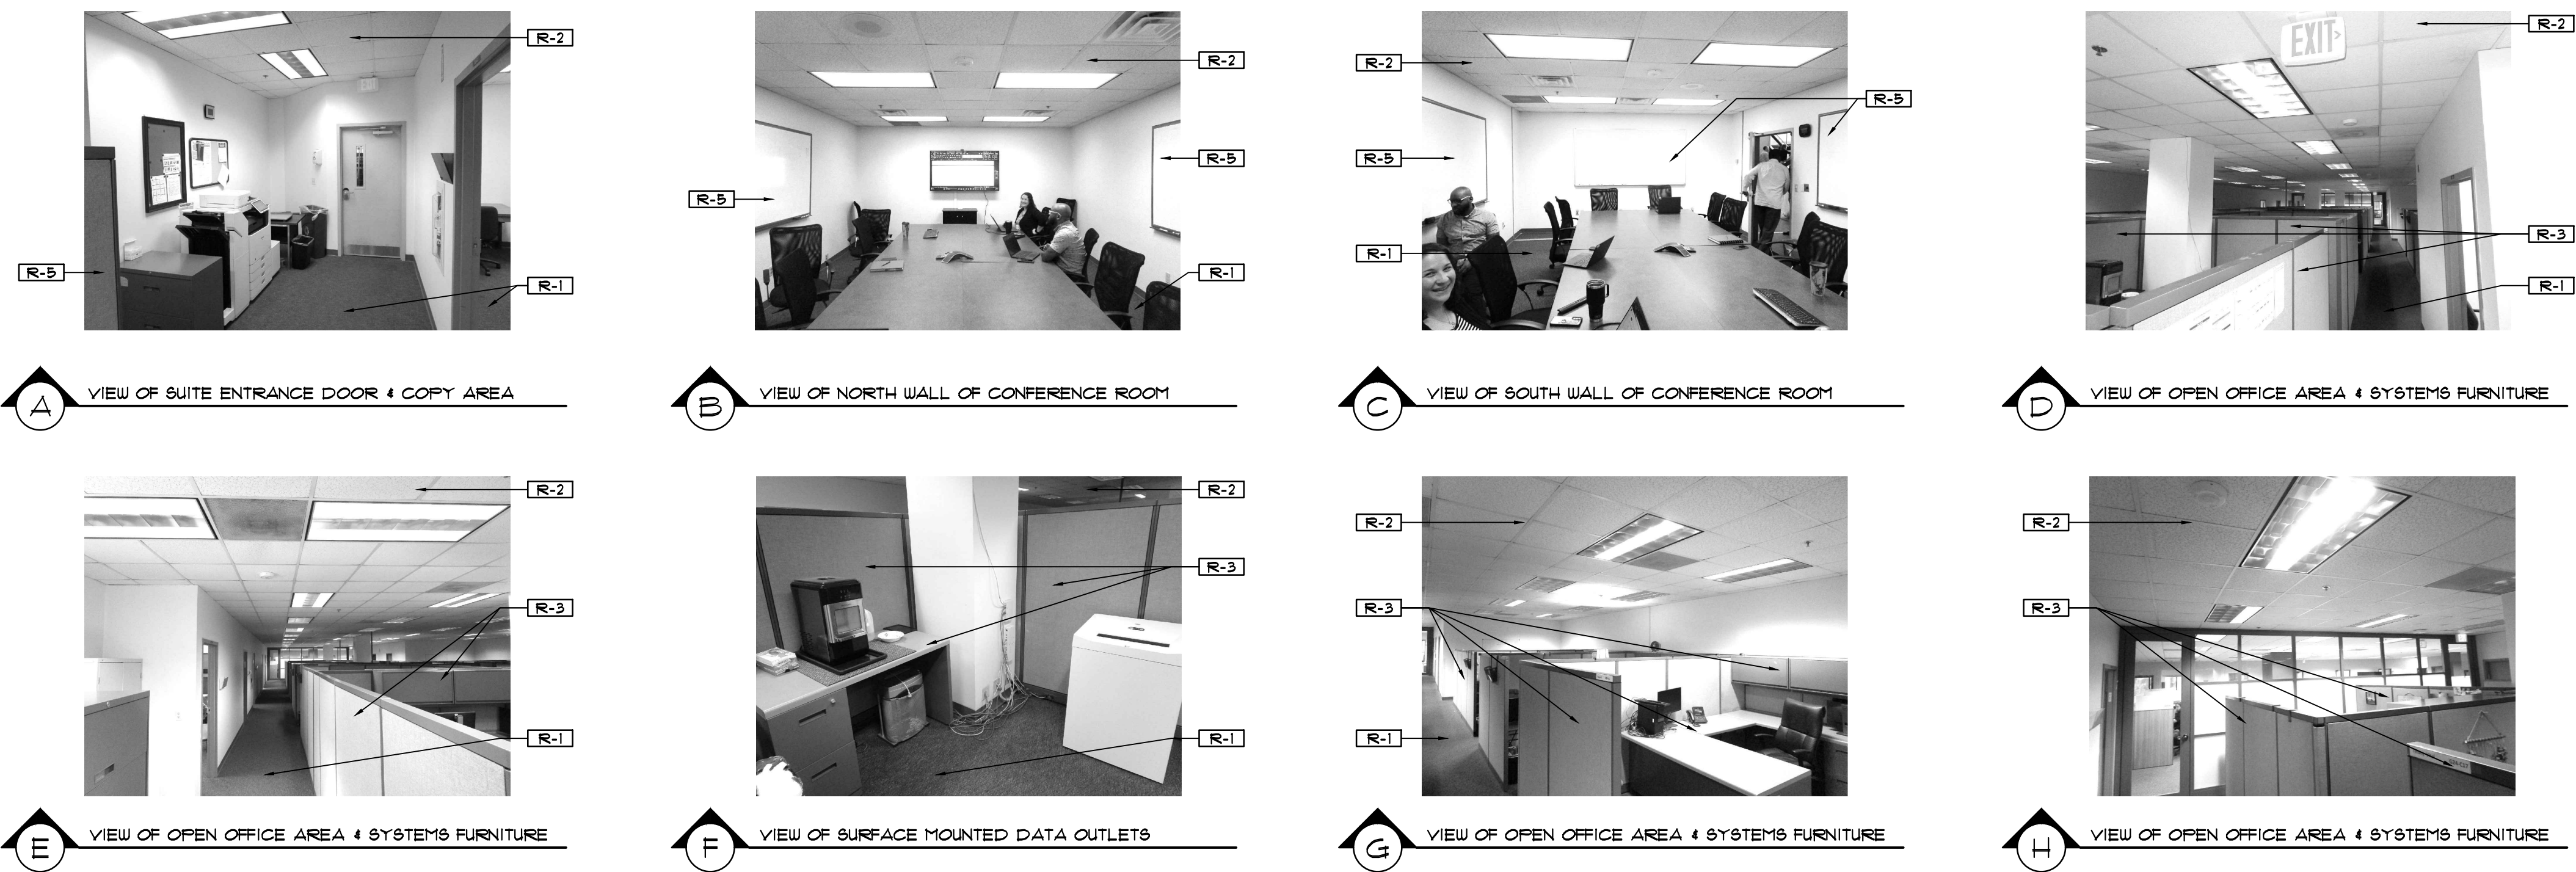 R-2
R-5
R-1
A VIEW OF SUITE ENTRANCE DOOR & COPY AREA
R-2
R-5
R-5
R-1
B VIEW OF NORTH WALL OF CONFERENCE ROOM
R-2
R-5
R-5
R-1
C VIEW OF SOUTH WALL OF CONFERENCE ROOM
EXIT
R-2
R-3
R-1
D VIEW OF OPEN OFFICE AREA & SYSTEMS FURNITURE
R-2
R-3
R-1
E VIEW OF OPEN OFFICE AREA & SYSTEMS FURNITURE
R-2
R-3
R-1
F VIEW OF SURFACE MOUNTED DATA OUTLETS
R-2
R-3
R-1
G VIEW OF OPEN OFFICE AREA & SYSTEMS FURNITURE
R-2
R-3
H VIEW OF OPEN OFFICE AREA & SYSTEMS FURNITURE